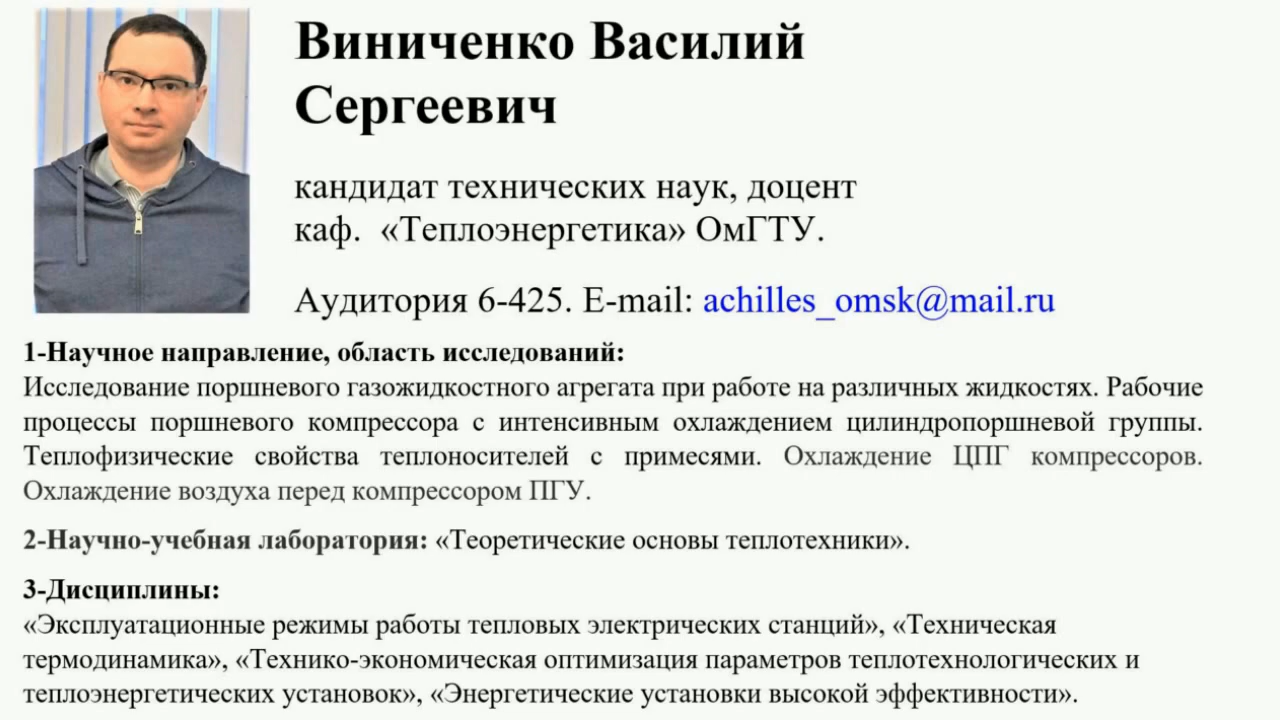 Виниченко Василий
Сергеевич
кандидат технических наук, доцент
каф. «Теплоэнергетика» ОмГТУ.
Аудитория 6-425. E-mail: achilles_omsk@mail.ru
1-Научное направление, область исследований:
Исследование поршневого газожидкостного агрегата при работе на различных жидкостях. Рабочие
процессы поршневого компрессора с интенсивным охлаждением цилиндропоршневой группы.
Теплофизические свойства теплоносителей с примесями. Охлаждение ЦПГ компрессоров.
Охлаждение воздуха перед компрессором ПГУ.
2-Научно-учебная лаборатория: «Теоретические основы теплотехники».
3-Дисциплины:
«Эксплуатационные режимы работы тепловых электрических станций», «Техническая
термодинамика», «Технико-экономическая оптимизация параметров теплотехнологических и
теплоэнергетических установок», «Энергетические установки высокой эффективности».